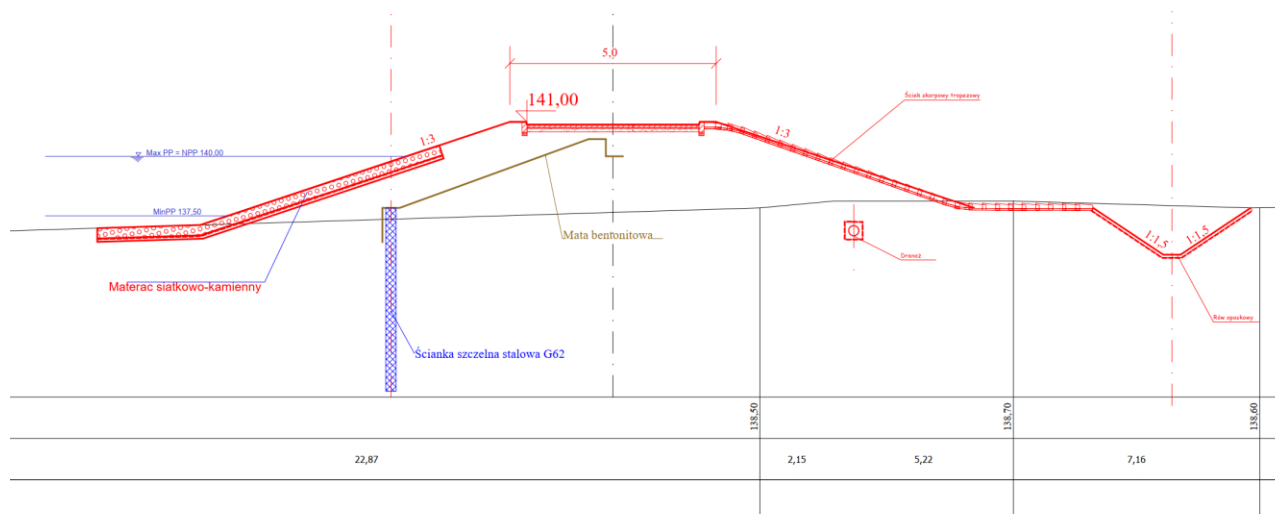 5,0
141,00
Ściek skarpowy trapezowy
1:3
1:3
Max PP = NPP 140.00
MinPP 137,50
Mata bentonitowa
1:1,5
1:1,5
Drenaż
Materac siatkowo-kamienny
Rów opaskowy
Ścianka szczelna stalowa G62
138,50
138,70
138,60
22,87
2,15
5,22
7,16